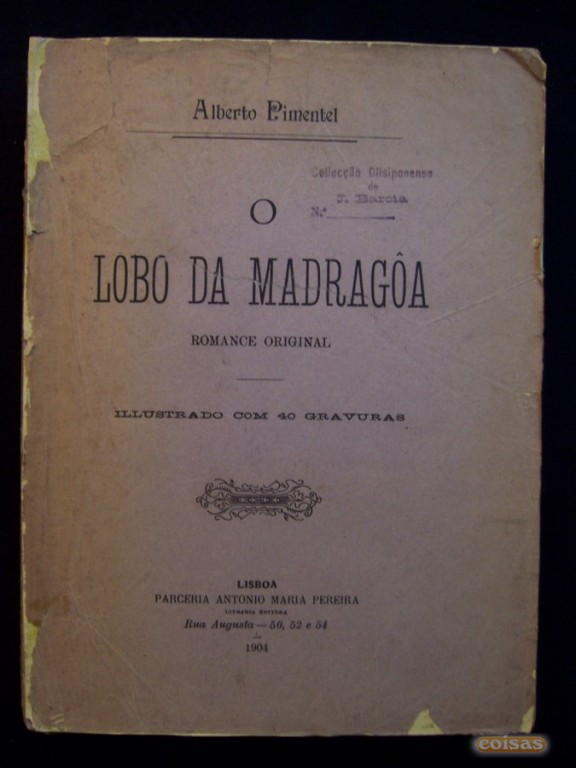 Alberto Pimentel
Collecção Olisiponense
de
J. Barcia
N.º
O
LOBO DA MADRAGÔA
ROMANCE ORIGINAL
ILLUSTRADO COM 40 GRAVURAS
LISBOA
PARCERIA ANTONIO MARIA PEREIRA
LIVRARIA EDITORA
Rua Augusta — 50, 52 e 54
1904
coisas